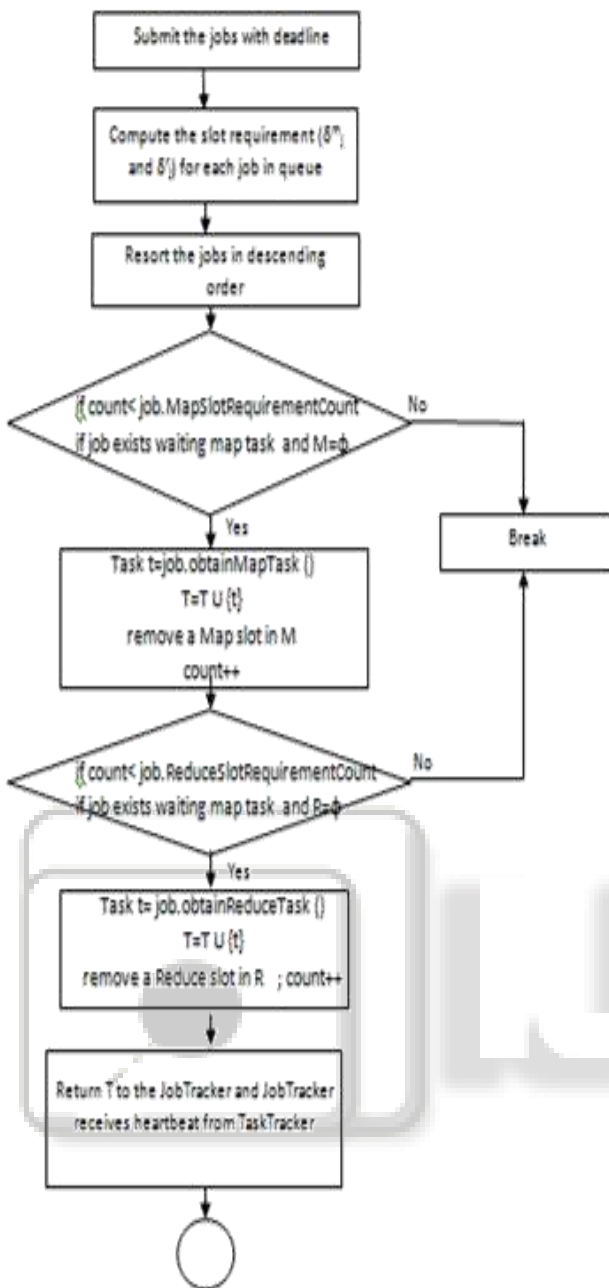 Submit the jobs with deadline
Compute the slot requirement (δᵐⱼ
and δʳⱼ) for each job in queue
Resort the jobs in descending
order
if count< job.MapSlotRequirementCount
if job exists waiting map task and M=ϕ
No
Yes
Break
Task t=job.obtainMapTask ()
T=T U {t}
remove a Map slot in M
count++
if count< job.ReduceSlotRequirementCount
if job exists waiting map task and R=ϕ
No
Yes
Task t= job.obtainReduceTask ()
T=T U {t}
remove a Reduce slot in R ; count++
Return T to the JobTracker and JobTracker
receives heartbeat from TaskTracker